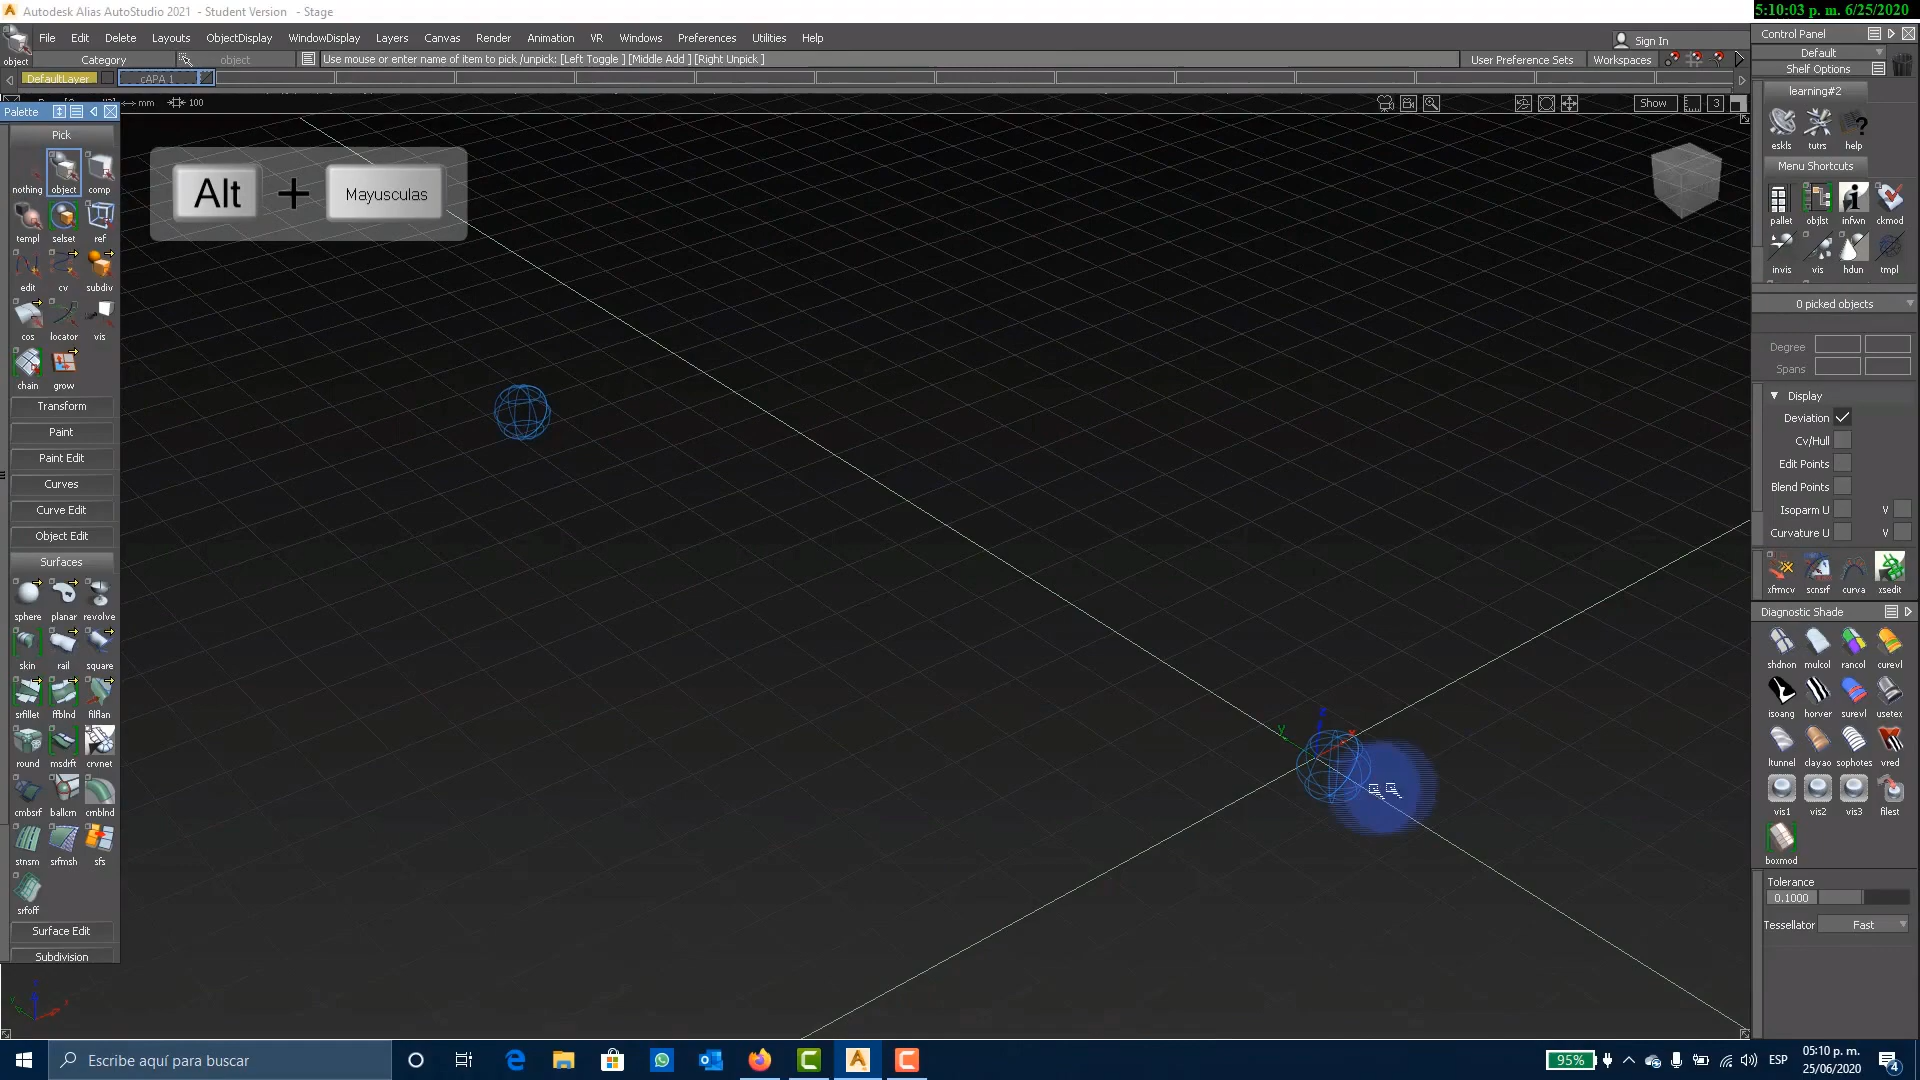 Autodesk Alias AutoStudio 2021 - Student Version - Stage
5:10:03 p. m. 6/25/2020
File Edit Delete Layouts ObjectDisplay WindowDisplay Layers Canvas Render Animation VR Windows Preferences Utilities Help
Sign In
object Category object Use mouse or enter name of item to pick /unpick: [Left Toggle ] [Middle Add ] [Right Unpick ] User Preference Sets Workspaces
DefaultLayer cAPA 1
mm 100 Show 3
Palette
Pick
nothing object comp
templ selset ref
edit cv subdiv
cos locator vis
chain grow
Transform
Paint
Paint Edit
Curves
Curve Edit
Object Edit
Surfaces
sphere planar revolve
skin rail square
srfillet ffblnd filflan
round msdrft crvnet
cmbsrf ballcrn cmblnd
stnsm srfmsh sfs
srfoff
Surface Edit
Subdivision
Alt + Mayusculas
z
y
x
Control Panel
Default
Shelf Options
learning#2
eskls tutrs help
Menu Shortcuts
pallet objlst infwn ckmod
invis vis hdun tmpl
0 picked objects
Degree
Spans
Display
Deviation
Cv/Hull
Edit Points
Blend Points
Isoparm U V
Curvature U V
xfrmcv scnsrf curva xsedit
Diagnostic Shade
shdnon mulcol rancol curevl
isoang horver surevl usetex
ltunnel clayao sophotes vred
vis1 vis2 vis3 filest
boxmod
Tolerance
0.1000
Tessellator Fast
Escribe aquí para buscar
95%
ESP
05:10 p. m.
25/06/2020
4